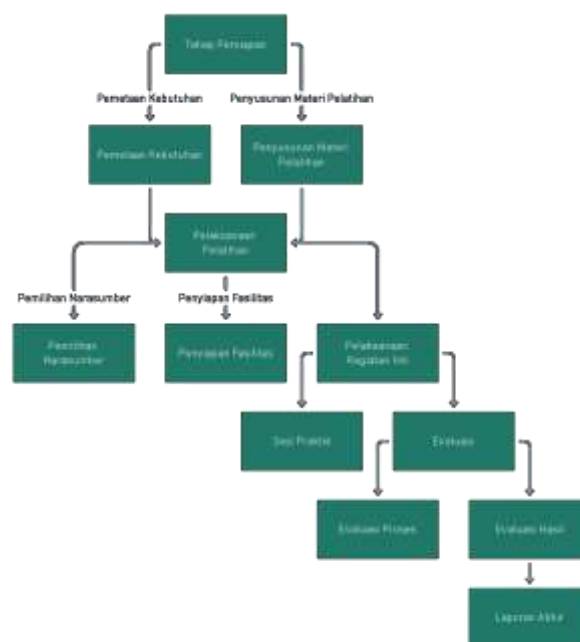 Tahap Persiapan
Pemetaan Kebutuhan
Penyusunan Materi Pelatihan
Pemetaan Kebutuhan
Penyusunan Materi
Pelatihan
Pelaksanaan
Pelatihan
Pemilihan Narasumber
Penyiapan Fasilitas
Pemilihan
Narasumber
Penyiapan Fasilitas
Pelaksanaan
Kegiatan Inti
Sesi Praktik
Evaluasi
Evaluasi Proses
Evaluasi Hasil
Laporan Akhir